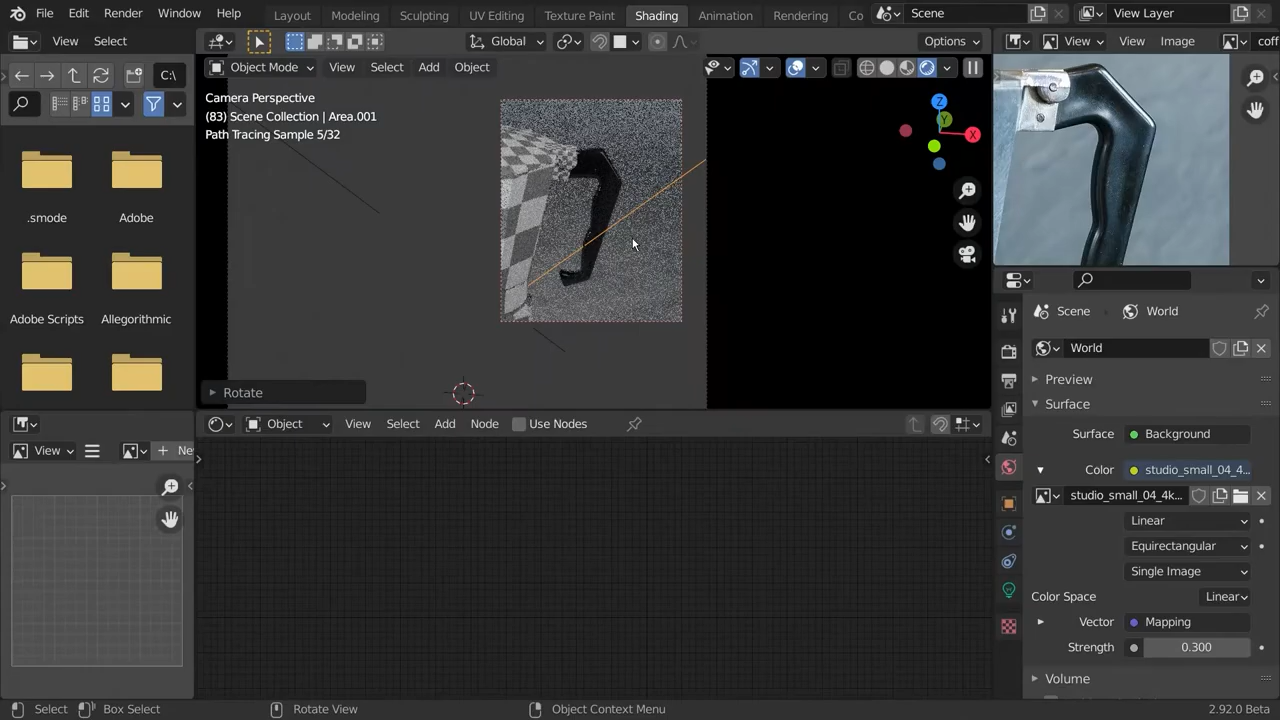 File Edit Render Window Help Layout Modeling Sculpting UV Editing Texture Paint Shading Animation Rendering Co Scene View Layer
View Select Global Options View View Image coff
C:\ Object Mode View Select Add Object
Camera Perspective
(83) Scene Collection | Area.001
Path Tracing Sample 5/32
Z
Y
X
.smode Adobe
Adobe Scripts Allegorithmic
Rotate
Scene World
World
Preview
Surface
Surface Background
Color studio_small_04_4...
studio_small_04_4k...
Linear
Equirectangular
Single Image
Color Space Linear
Vector Mapping
Strength 0.300
Volume
Object View Select Add Node Use Nodes
View Ne
Select Box Select Rotate View Object Context Menu 2.92.0 Beta